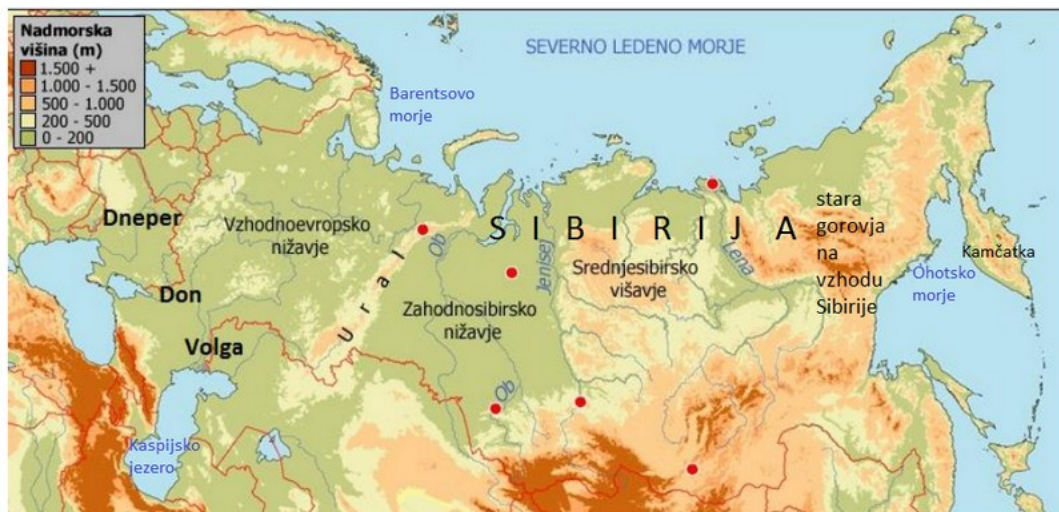 Nadmorska
višina (m)
1.500 +
1.000 - 1.500
500 - 1.000
200 - 500
0 - 200
SEVERNO LEDENO MORJE
Barentsovo
morje
Dneper
Vzhodnoevropsko
nižavje
Don
Volga
Ural
Ob
SIBIRIJA
Jenisej
Zahodnosibirsko
nižavje
Ob
Srednjesibirsko
višavje
Lena
stara
gorovja
na
vzhodu
Sibirije
Kamčatka
Ohotsko
morje
Kaspijsko
jezero